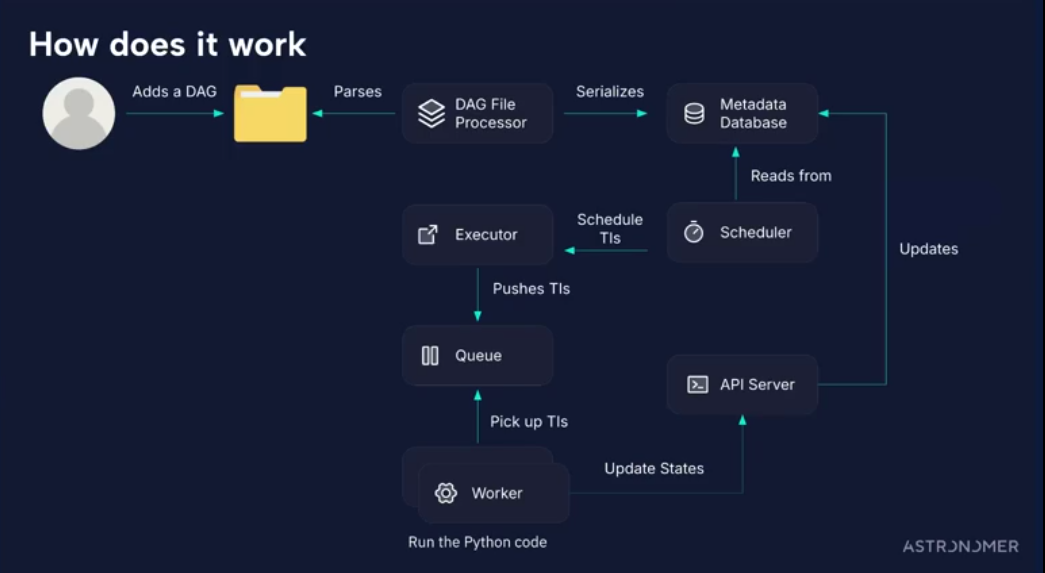 How does it work
Adds a DAG
Parses
DAG File
Processor
Serializes
Metadata
Database
Reads from
Executor
Schedule
TIs
Scheduler
Updates
Pushes TIs
Queue
API Server
Pick up TIs
Update States
Worker
Run the Python code
ASTRONOMER